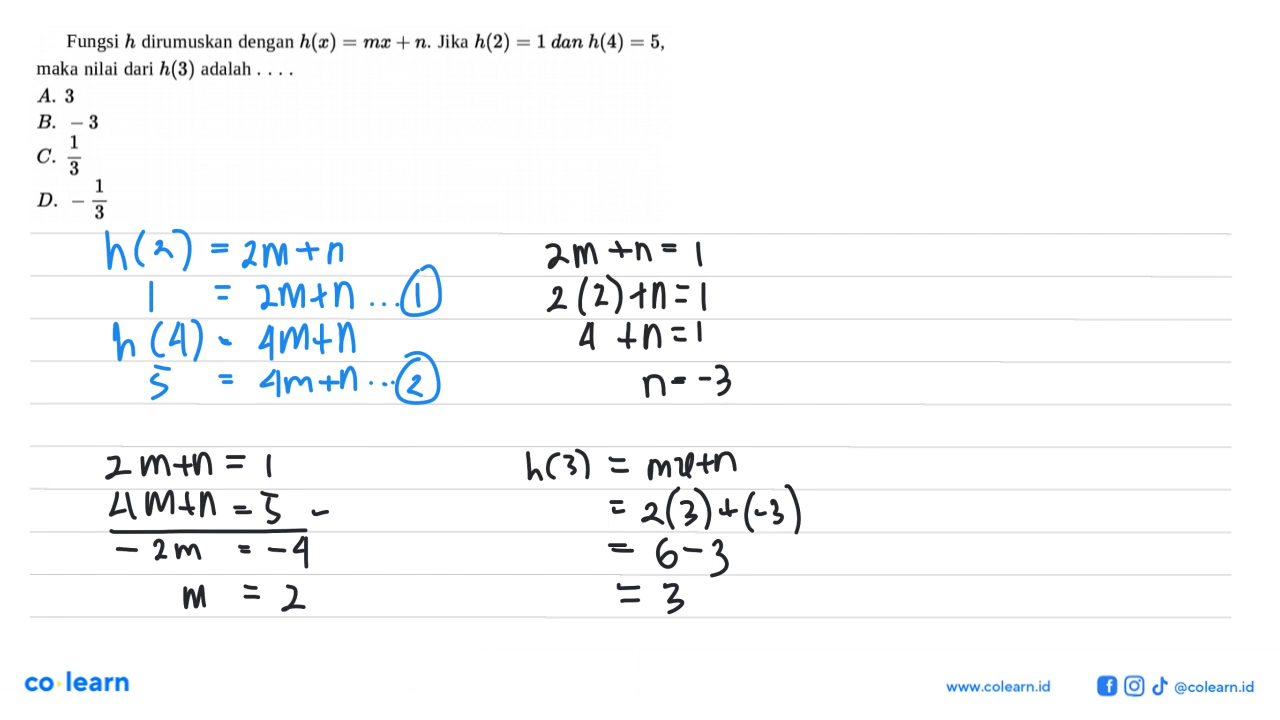 Fungsi h dirumuskan dengan h(x) = mx + n. Jika h(2) = 1 dan h(4) = 5,
maka nilai dari h(3) adalah . . . .
A. 3
B. - 3
C. 1/3
D. - 1/3
h(2) = 2m+n
1 = 2m+n ...①
h(4) = 4m+n
5 = 4m+n ...②
2m+n = 1
4m+n = 5 -
-2m = -4
m = 2
2m+n = 1
2(2)+n=1
4 +n=1
n=-3
h(3) = mx+n
= 2(3)+(-3)
= 6-3
= 3
co learn
www.colearn.id
@colearn.id